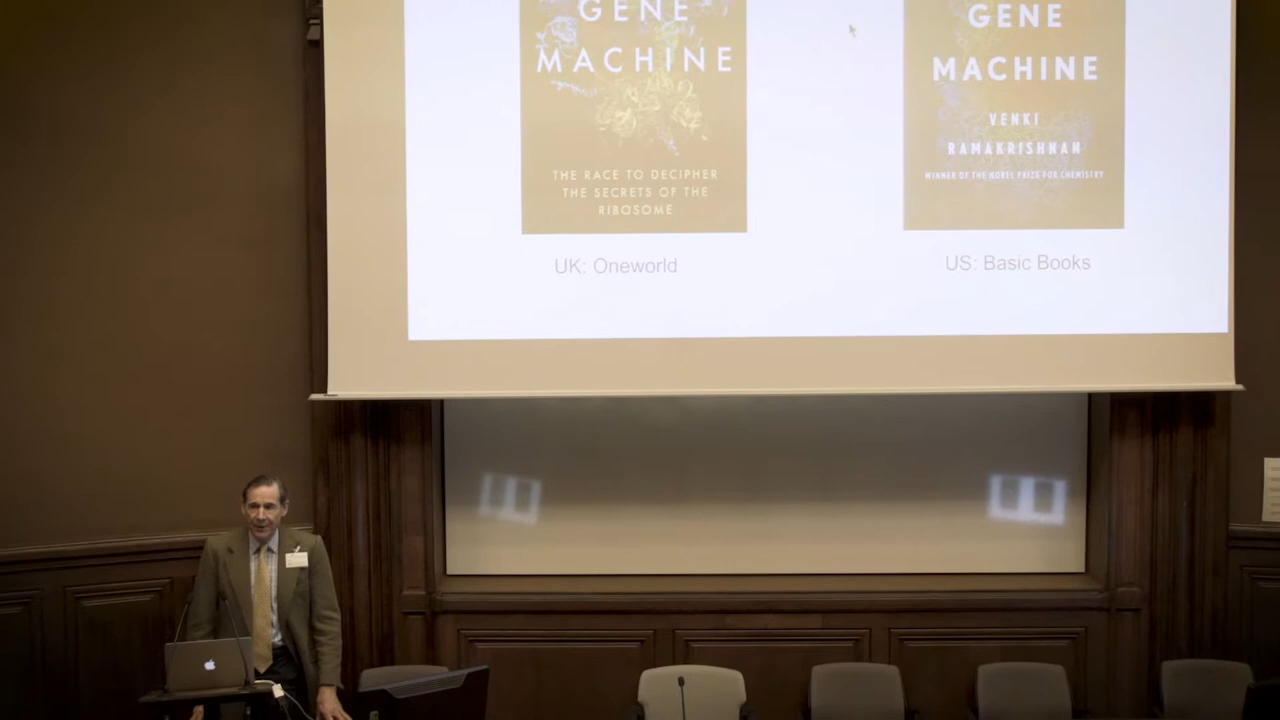 GENE
MACHINE
THE RACE TO DECIPHER
THE SECRETS OF THE
RIBOSOME
UK: Oneworld
GENE
MACHINE
VENKI
RAMAKRISHNAN
WINNER OF THE NOBEL PRIZE FOR CHEMISTRY
US: Basic Books